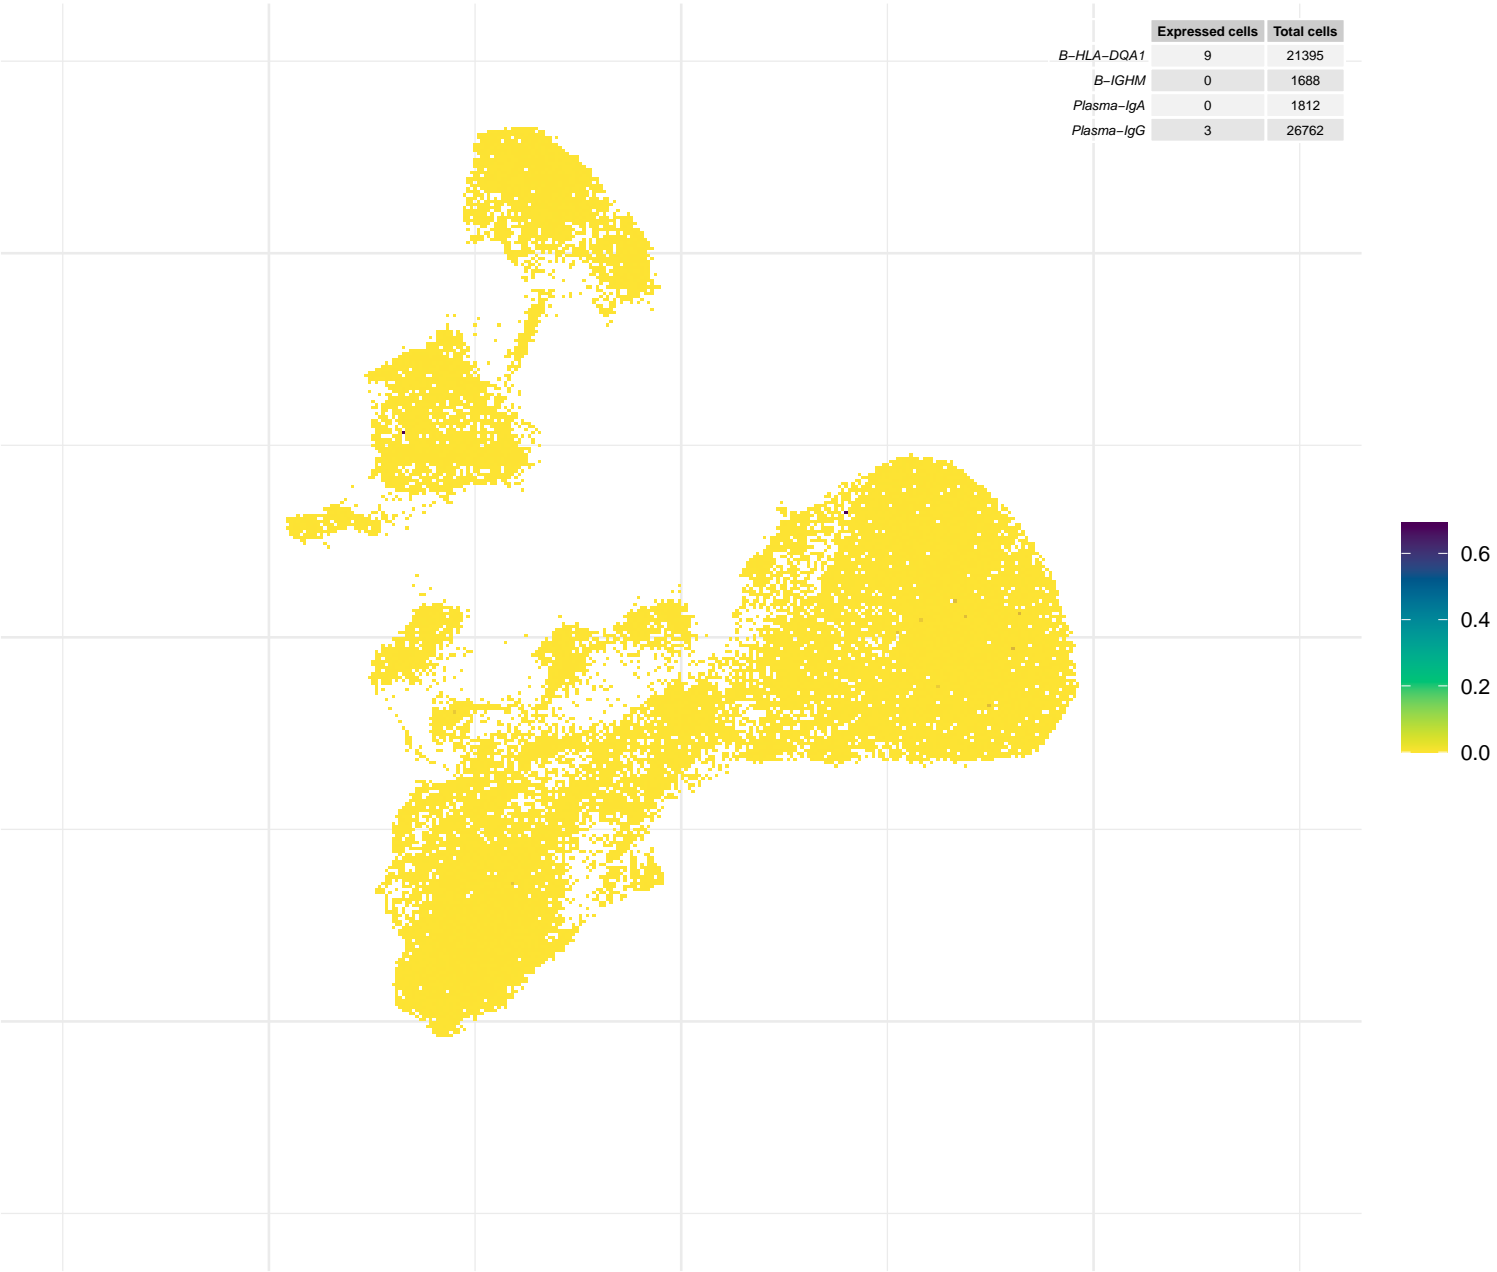 Expressed cells Total cells
B−HLA−DQA1 9 21395
B−IGHM 0 1688
Plasma−IgA 0 1812
Plasma−IgG 3 26762
0.6
0.4
0.2
0.0